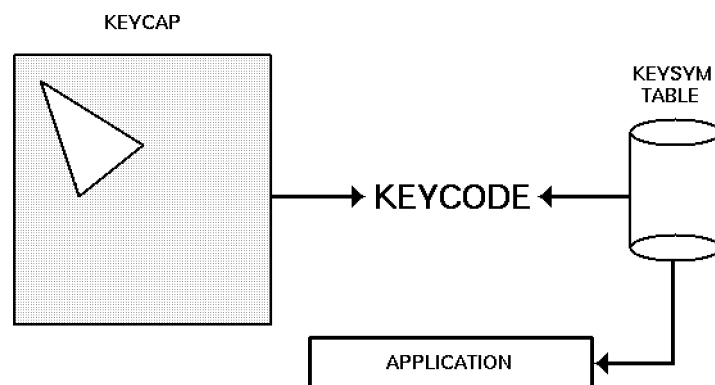 KEYCAP
KEYSYM
TABLE
KEYCODE
APPLICATION